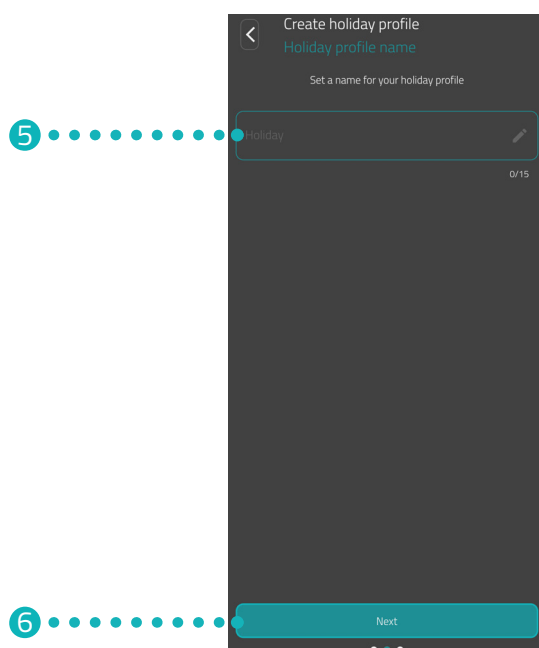 Create holiday profile
Holiday profile name
Set a name for your holiday profile
5
Holiday
0/15
6
Next